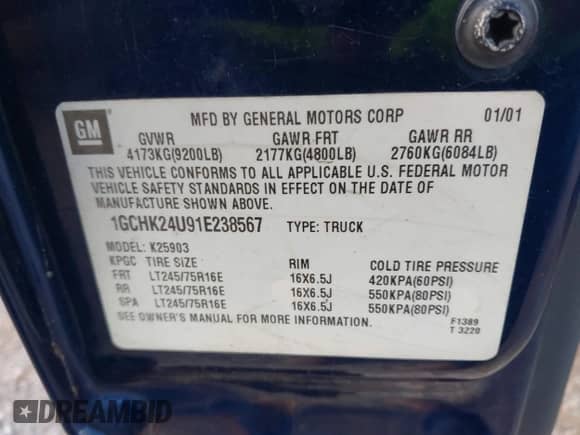 GM
MFD BY GENERAL MOTORS CORP 01/01
GVWR GAWR FRT GAWR RR
4173KG(9200LB) 2177KG(4800LB) 2760KG(6084LB)
THIS VEHICLE CONFORMS TO ALL APPLICABLE U.S. FEDERAL MOTOR
VEHICLE SAFETY STANDARDS IN EFFECT ON THE DATE OF
MANUFACTURE SHOWN ABOVE.
1GCHK24U91E238567 TYPE: TRUCK
MODEL: K25903
KPGC TIRE SIZE RIM COLD TIRE PRESSURE
FRT LT245/75R16E 16X6.5J 420KPA(60PSI)
RR LT245/75R16E 16X6.5J 550KPA(80PSI)
SPA LT245/75R16E 16X6.5J 550KPA(80PSI)
SEE OWNER'S MANUAL FOR MORE INFORMATION.
F1389
T 3220
DREAMBID